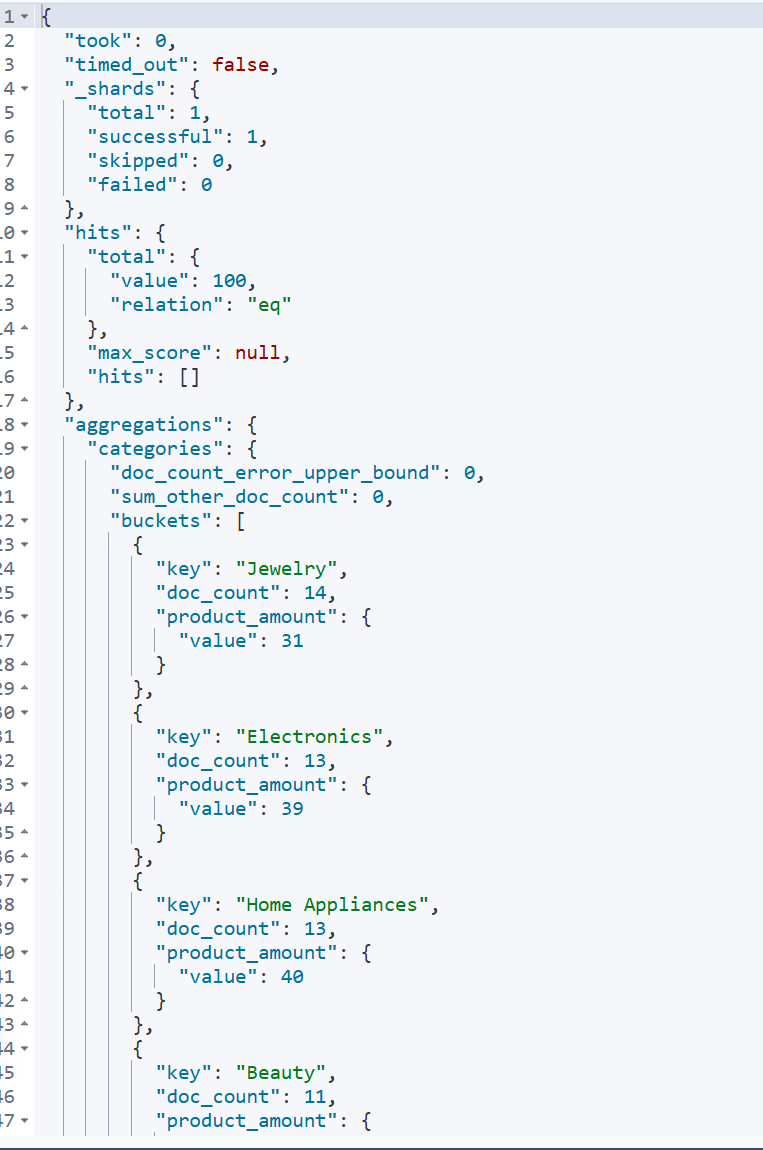 1 {
2 "took": 0,
3 "timed_out": false,
4 "_shards": {
5 "total": 1,
6 "successful": 1,
7 "skipped": 0,
8 "failed": 0
9 },
10 "hits": {
11 "total": {
12 "value": 100,
13 "relation": "eq"
14 },
15 "max_score": null,
16 "hits": []
17 },
18 "aggregations": {
19 "categories": {
20 "doc_count_error_upper_bound": 0,
21 "sum_other_doc_count": 0,
22 "buckets": [
23 {
24 "key": "Jewelry",
25 "doc_count": 14,
26 "product_amount": {
27 "value": 31
28 }
29 },
30 {
31 "key": "Electronics",
32 "doc_count": 13,
33 "product_amount": {
34 "value": 39
35 }
36 },
37 {
38 "key": "Home Appliances",
39 "doc_count": 13,
40 "product_amount": {
41 "value": 40
42 }
43 },
44 {
45 "key": "Beauty",
46 "doc_count": 11,
47 "product_amount": {